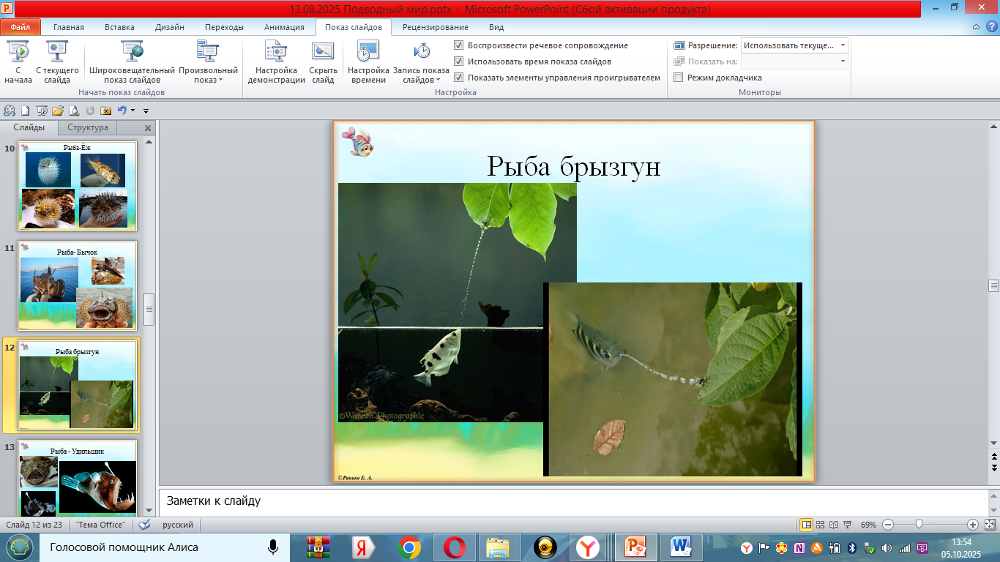 13.08.2025 Подводный мир.pptx - Microsoft PowerPoint (Сбой активации продукта)
Файл Главная Вставка Дизайн Переходы Анимация Показ слайдов Рецензирование Вид
С начала
С текущего слайда
Широковещательный показ слайдов
Произвольный показ
Начать показ слайдов
Настройка демонстрации
Скрыть слайд
Настройка времени
Запись показа слайдов
Воспроизвести речевое сопровождение
Использовать время показа слайдов
Показать элементы управления проигрывателем
Настройка
Разрешение: Использовать текуще...
Показать на:
Режим докладчика
Мониторы
Слайды Структура
10
Рыба-Ёж
11
Рыба- Бычок
12
Рыба брызгун
13
Рыба - Удильщик
Рыба брызгун
©Warren Photographic
©Ранько Е. А.
Заметки к слайду
Слайд 12 из 23 "Тема Office" русский 69%
Голосовой помощник Алиса
13:54
05.10.2025